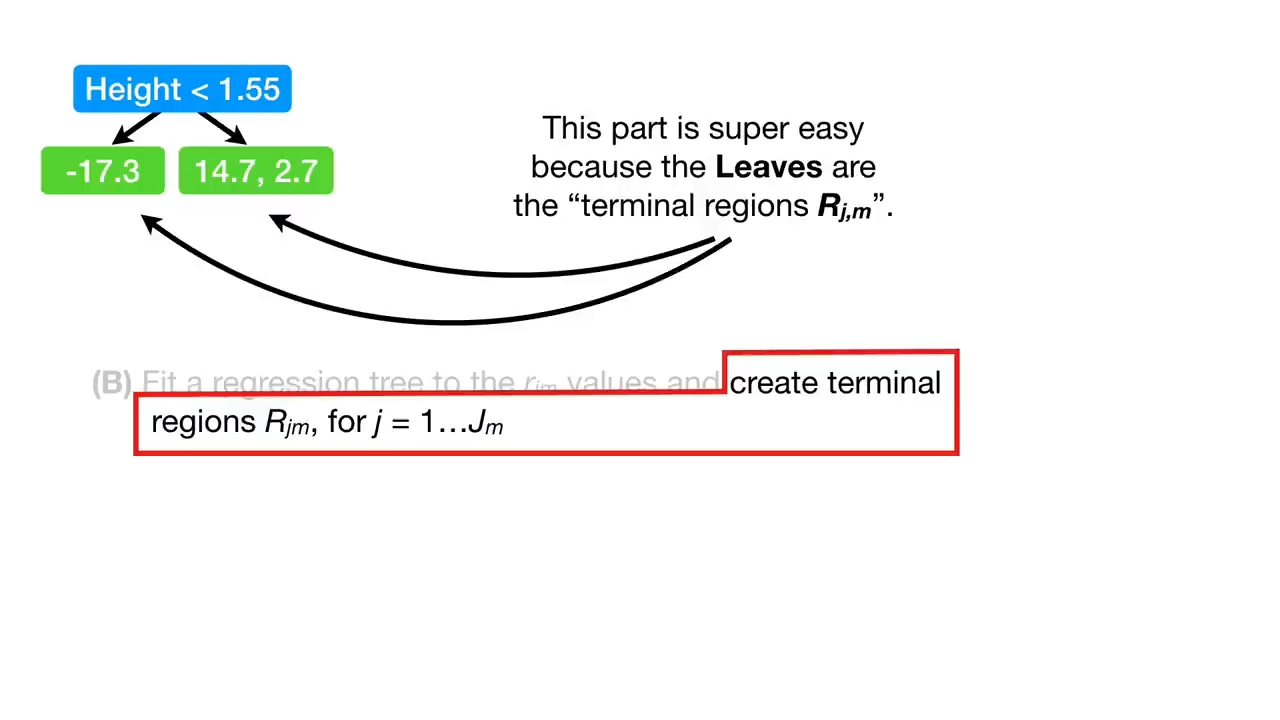 Height < 1.55
-17.3
14.7, 2.7
This part is super easy
because the Leaves are
the “terminal regions Rj,m”.
(B) Fit a regression tree to the rim values and create terminal
regions Rjm, for j = 1…Jm